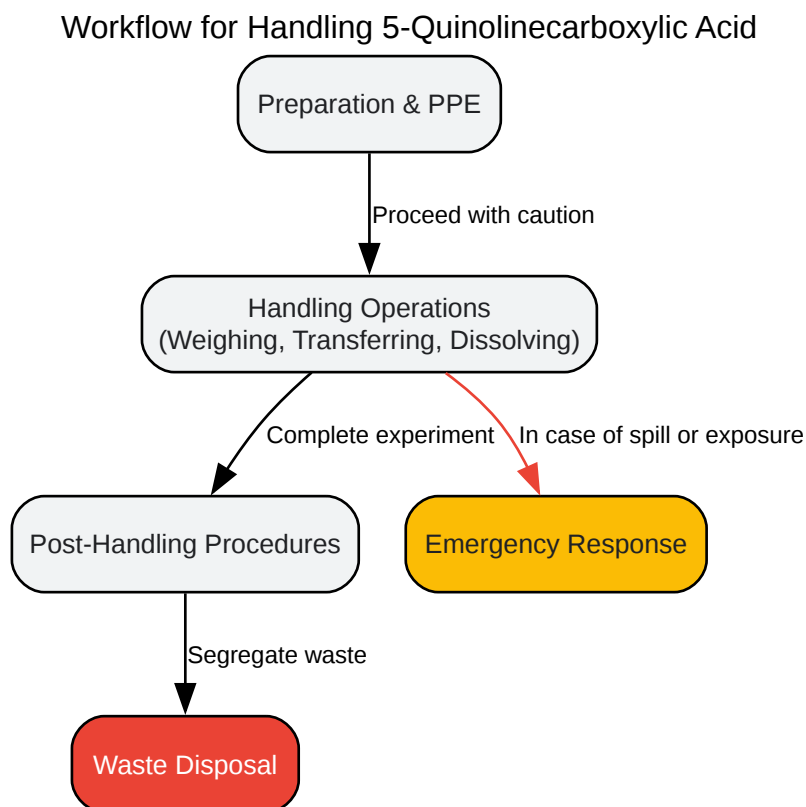 Workflow for Handling 5-Quinolinecarboxylic Acid
Preparation & PPE
Proceed with caution
Handling Operations
(Weighing, Transferring, Dissolving)
Complete experiment
In case of spill or exposure
Post-Handling Procedures
Emergency Response
Segregate waste
Waste Disposal